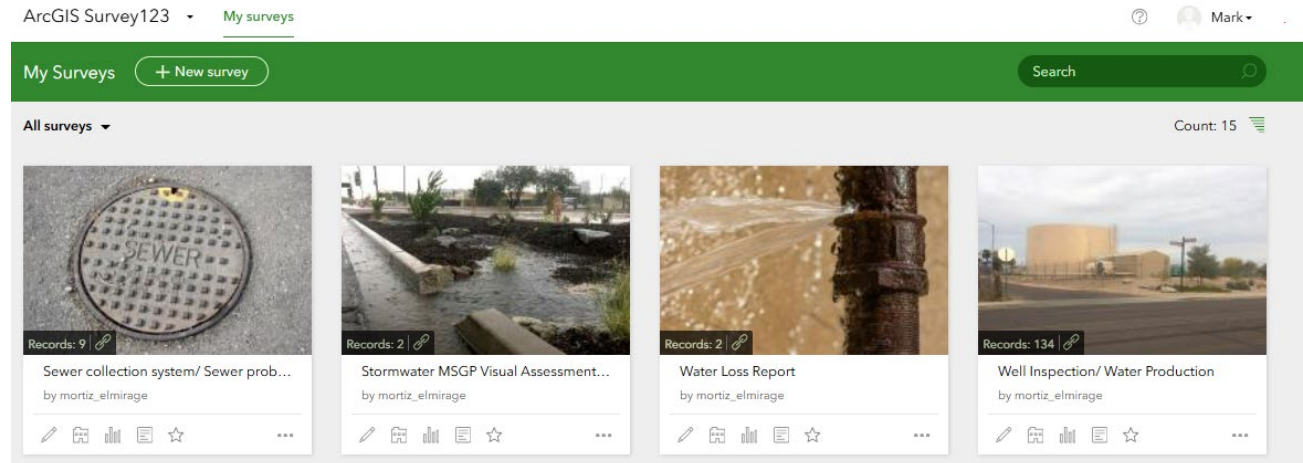 ArcGIS Survey123 My surveys Mark
My Surveys + New survey Search
All surveys Count: 15
SEWER
Records: 9 Records: 2 Records: 2 Records: 134
Sewer collection system/ Sewer prob... Stormwater MSGP Visual Assessment... Water Loss Report Well Inspection/ Water Production
by mortiz_elmirage by mortiz_elmirage by mortiz_elmirage by mortiz_elmirage